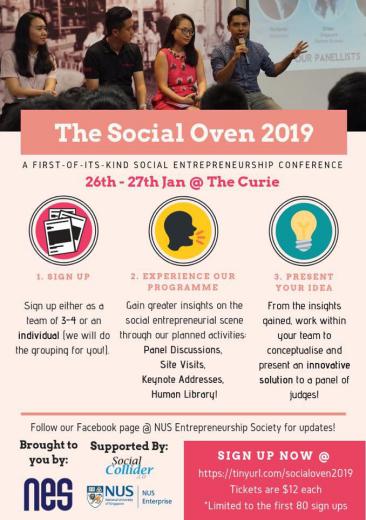 OUR PANELLISTS
The Social Oven 2019
A FIRST-OF-ITS-KIND SOCIAL ENTREPRENEURSHIP CONFERENCE
26th - 27th Jan @ The Curie
1. SIGN UP
Sign up either as a
team of 3-4 or an
individual (we will do
the grouping for you!).
2. EXPERIENCE OUR
PROGRAMME
Gain greater insights on the
social entrepreneurial scene
through our planned activities:
Panel Discussions,
Site Visits,
Keynote Addresses,
Human Library!
3. PRESENT
YOUR IDEA
From the insights
gained, work within
your team to
conceptualise and
present an innovative
solution to a panel of
judges!
Follow our Facebook page @ NUS Entrepreneurship Society for updates!
Brought to
you by:
nes
Supported By:
Social
Collider
NUS
National University
of Singapore
NUS
Enterprise
SIGN UP NOW @
https://tinyurl.com/socialoven2019
Tickets are $12 each
*Limited to the first 80 sign ups